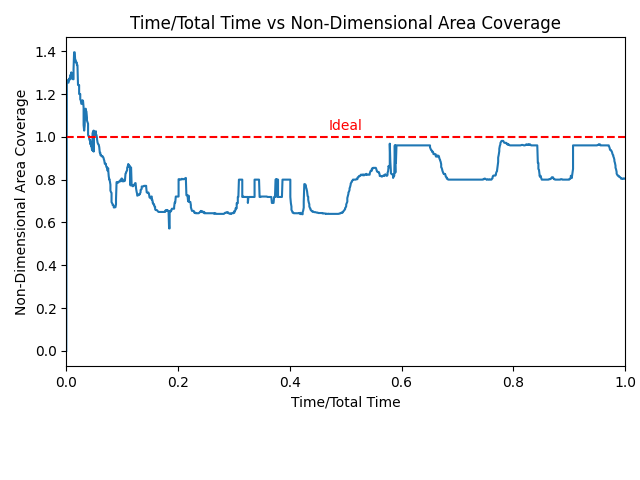 Time/Total Time vs Non-Dimensional Area Coverage
Non-Dimensional Area Coverage
1.4
1.2
1.0
0.8
0.6
0.4
0.2
0.0
Ideal
0.0 0.2 0.4 0.6 0.8 1.0
Time/Total Time